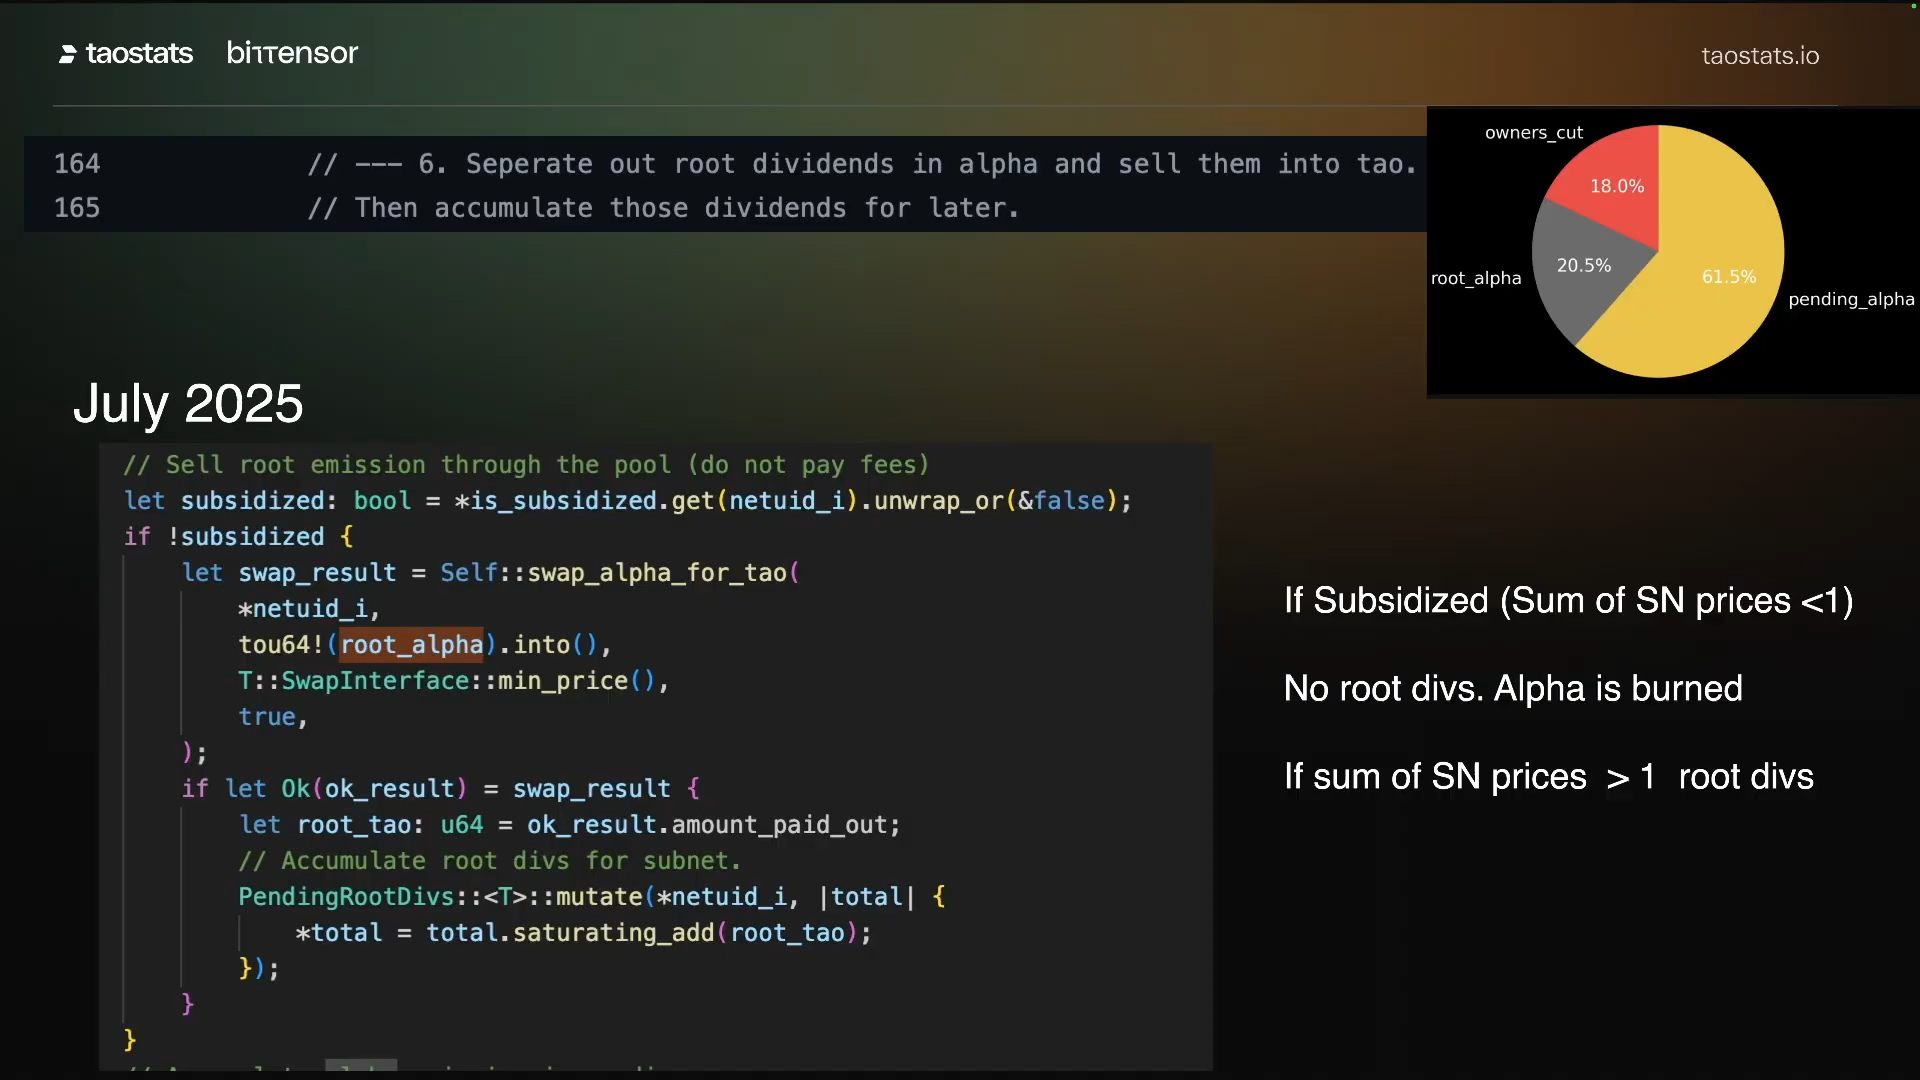 taostats bittensor
taostats.io
164 // --- 6. Seperate out root dividends in alpha and sell them into tao.
165 // Then accumulate those dividends for later.
owners_cut
18.0%
20.5%
root_alpha
61.5%
pending_alpha
July 2025
// Sell root emission through the pool (do not pay fees)
let subsidized: bool = *is_subsidized.get(netuid_i).unwrap_or(&false);
if !subsidized {
let swap_result = Self::swap_alpha_for_tao(
*netuid_i,
tou64!(root_alpha).into(),
T::SwapInterface::min_price(),
true,
);
if let Ok(ok_result) = swap_result {
let root_tao: u64 = ok_result.amount_paid_out;
// Accumulate root divs for subnet.
PendingRootDivs::<T>::mutate(*netuid_i, |total| {
*total = total.saturating_add(root_tao);
});
}
}
If Subsidized (Sum of SN prices <1)
No root divs. Alpha is burned
If sum of SN prices > 1 root divs